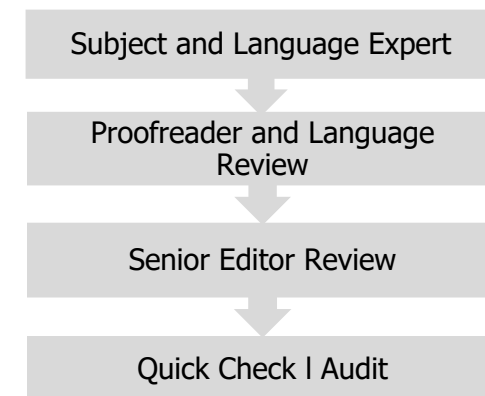 Subject and Language Expert
Proofreader and Language
Review
Senior Editor Review
Quick Check l Audit